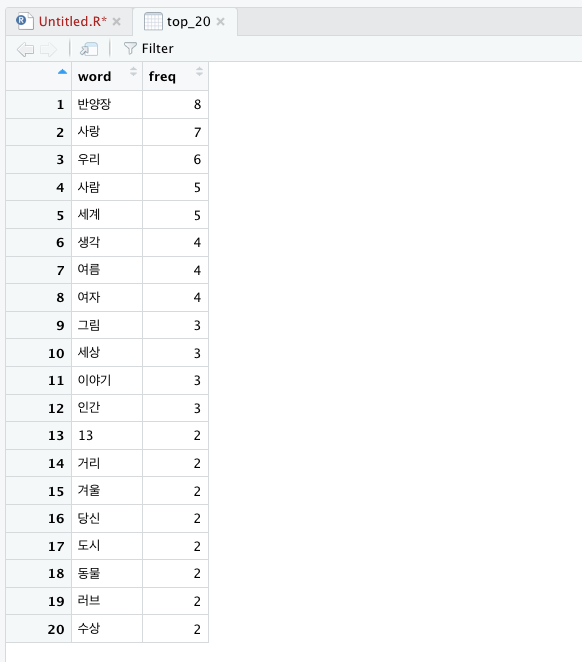 Untitled.R* top_20
Filter
word freq
1 반양장 8
2 사랑 7
3 우리 6
4 사람 5
5 세계 5
6 생각 4
7 여름 4
8 여자 4
9 그림 3
10 세상 3
11 이야기 3
12 인간 3
13 13 2
14 거리 2
15 겨울 2
16 당신 2
17 도시 2
18 동물 2
19 러브 2
20 수상 2